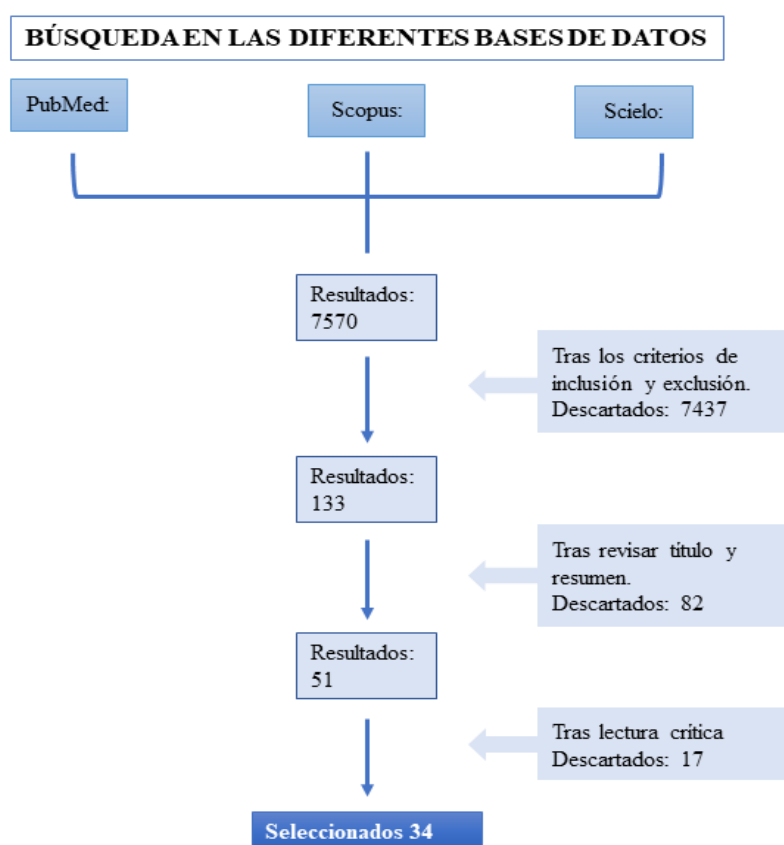 BÚSQUEDA EN LAS DIFERENTES BASES DE DATOS
PubMed:
Scopus:
Scielo:
Resultados:
7570
Tras los criterios de
inclusión y exclusión.
Descartados: 7437
Resultados:
133
Tras revisar título y
resumen.
Descartados: 82
Resultados:
51
Tras lectura crítica
Descartados: 17
Seleccionados 34